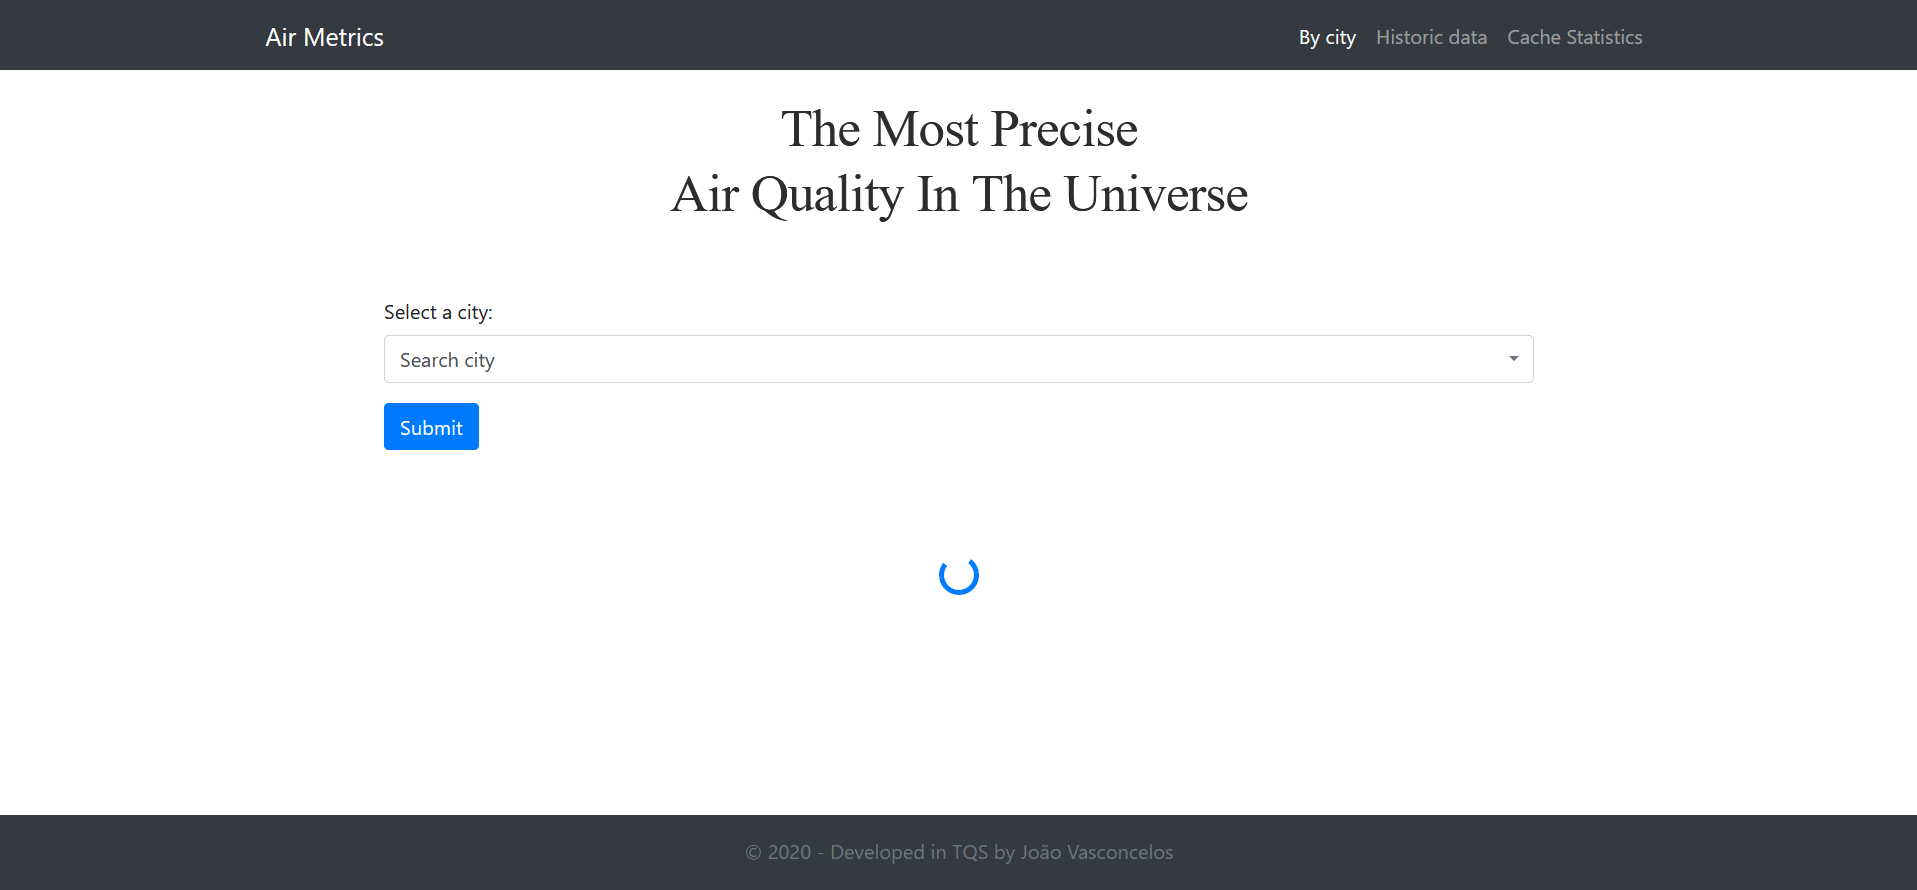 Air Metrics
By city Historic data Cache Statistics
The Most Precise
Air Quality In The Universe
Select a city:
Search city
Submit
© 2020 - Developed in TQS by João Vasconcelos